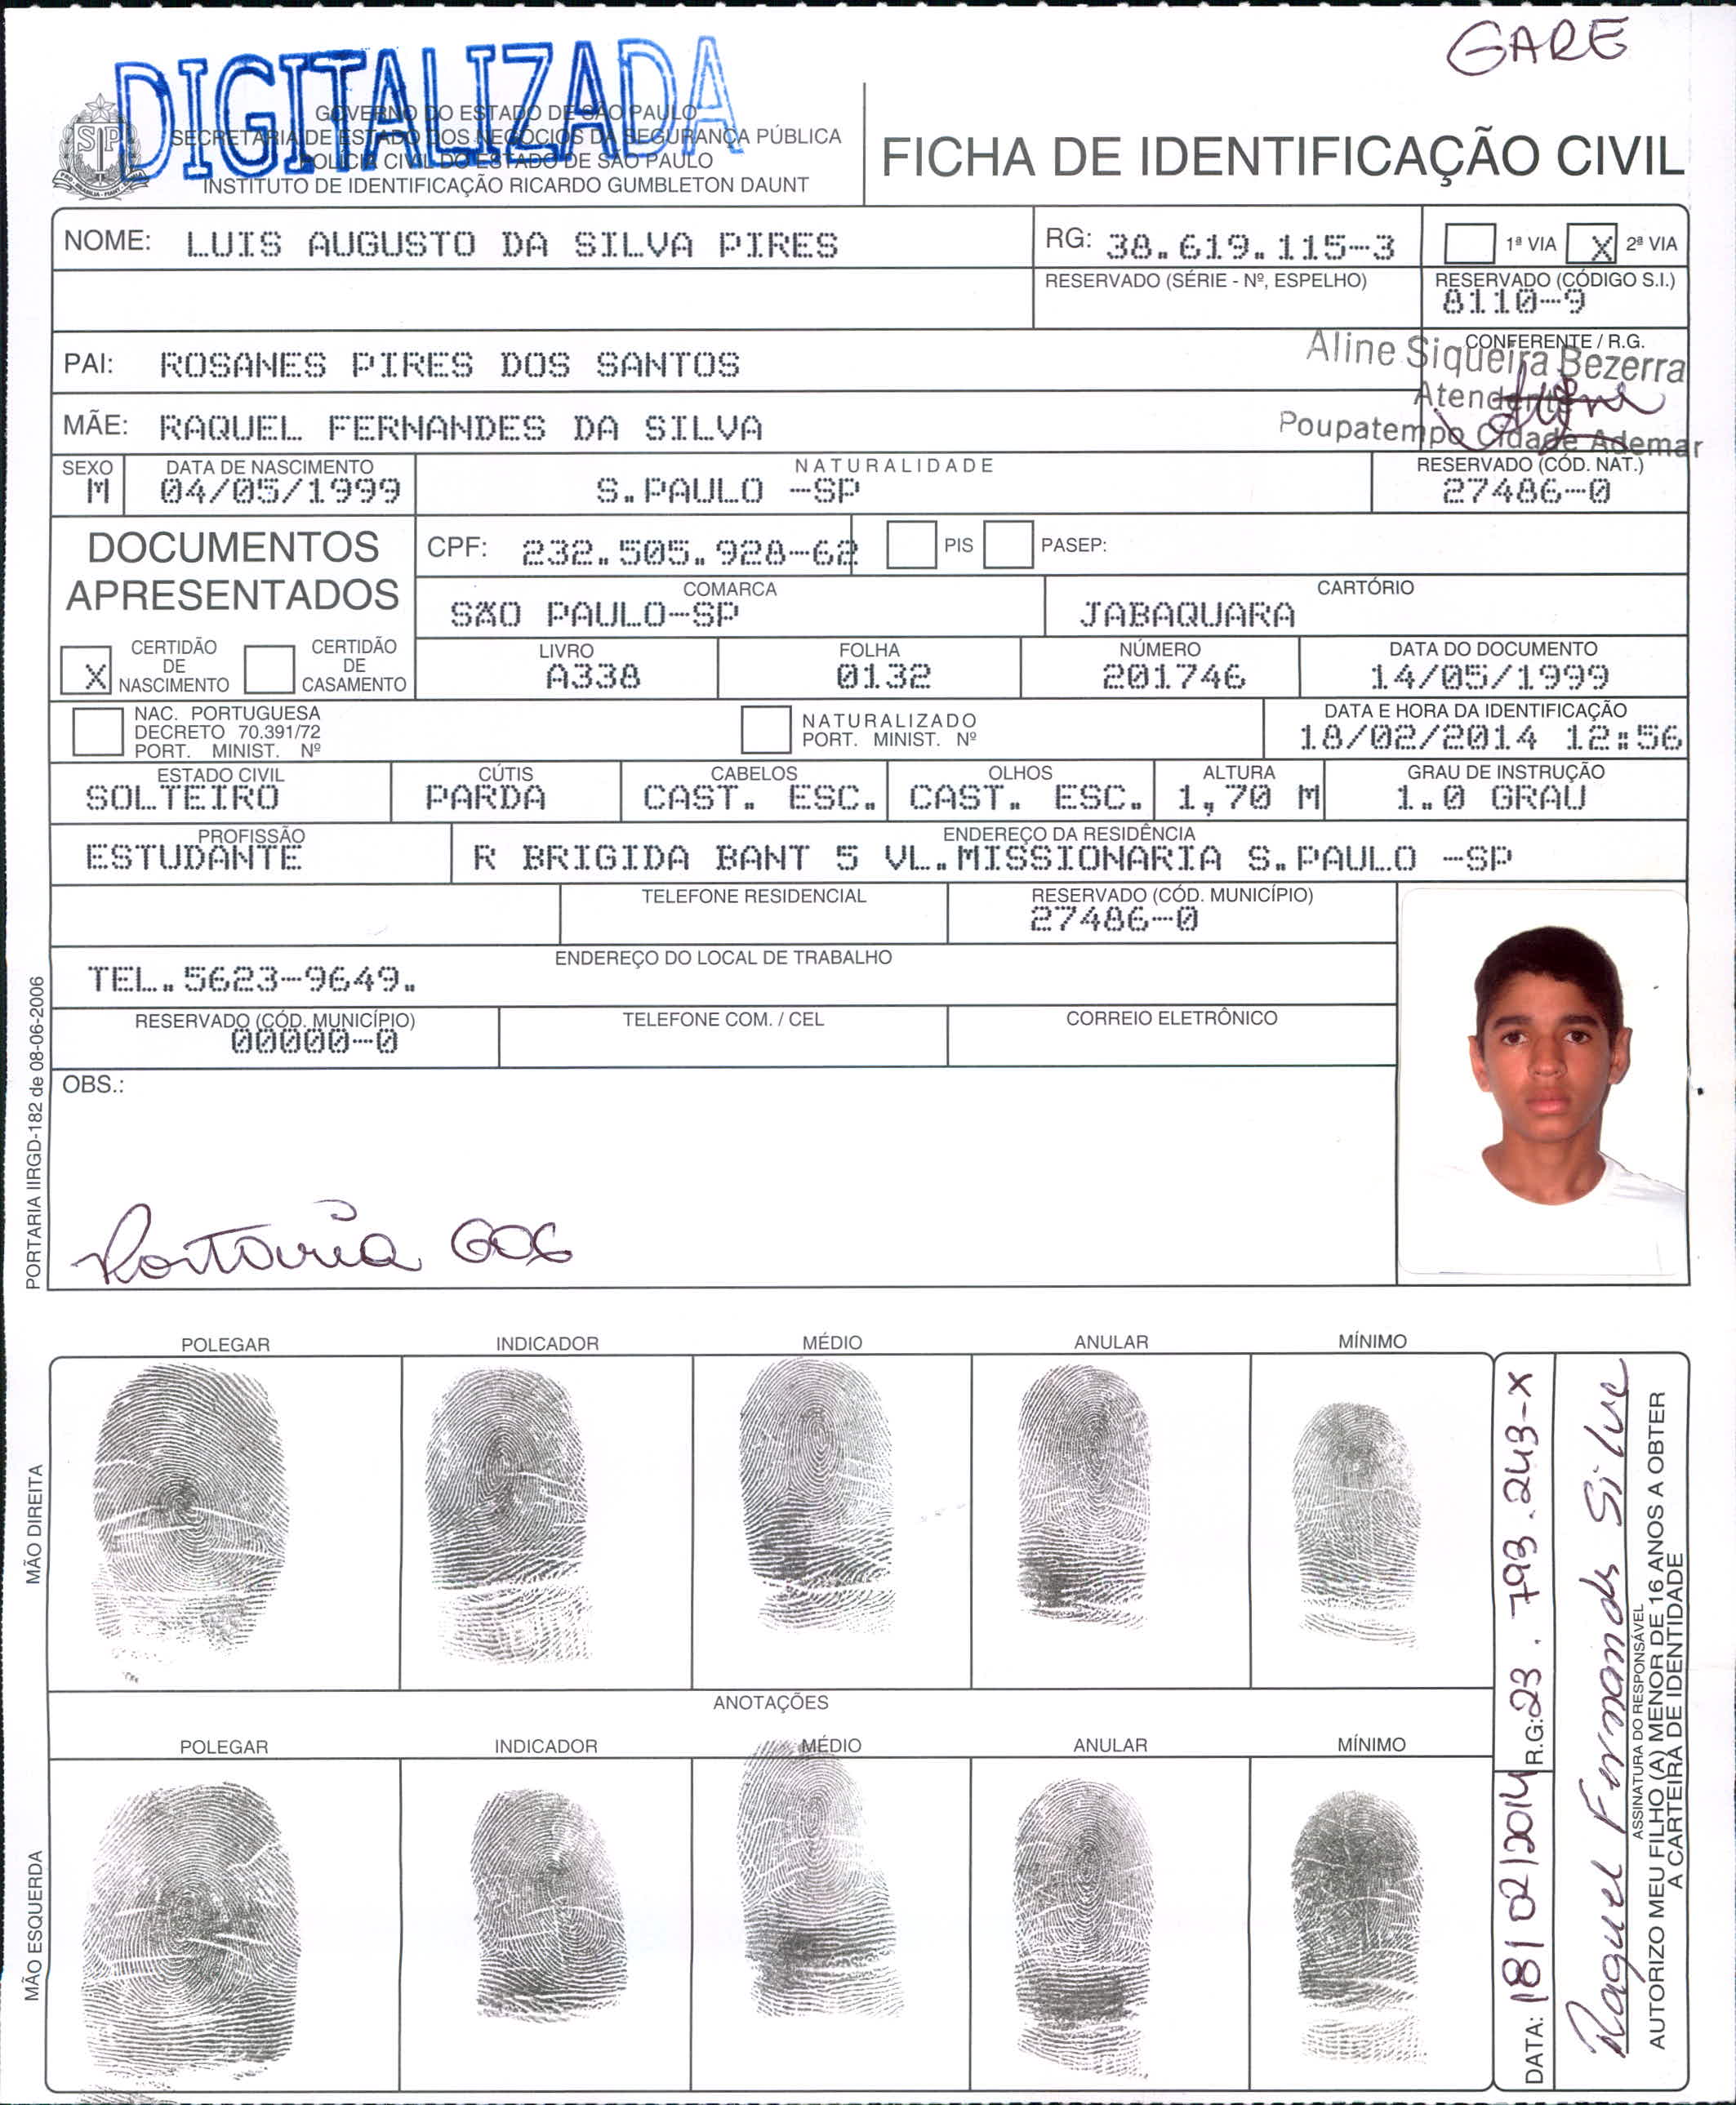 GARE
DIGITALIZADA
GOVERNO DO ESTADO DE SÃO PAULO
SECRETARIA DE ESTADO DOS NEGÓCIOS DA SEGURANÇA PÚBLICA
POLÍCIA CIVIL DO ESTADO DE SÃO PAULO
INSTITUTO DE IDENTIFICAÇÃO RICARDO GUMBLETON DAUNT
FICHA DE IDENTIFICAÇÃO CIVIL
NOME: LUIS AUGUSTO DA SILVA PIRES
RG: 38.619.115-3
1ª VIA X 2ª VIA
RESERVADO (SÉRIE - Nº, ESPELHO)
RESERVADO (CÓDIGO S.I.)
8110-9
PAI: ROSANES PIRES DOS SANTOS
CONFERENTE / R.G.
Aline Siqueira Bezerra
Atendente
Poupatempo Cidade Ademar
MÃE: RAQUEL FERNANDES DA SILVA
SEXO
M
DATA DE NASCIMENTO
04/05/1999
NATURALIDADE
S.PAULO -SP
RESERVADO (CÓD. NAT.)
27486-0
DOCUMENTOS
APRESENTADOS
CPF: 232.505.928-62
PIS
PASEP:
COMARCA
SÃO PAULO-SP
CARTÓRIO
JABAQUARA
X CERTIDÃO
DE
NASCIMENTO
CERTIDÃO
DE
CASAMENTO
LIVRO
A338
FOLHA
0132
NÚMERO
201746
DATA DO DOCUMENTO
14/05/1999
NAC. PORTUGUESA
DECRETO 70.391/72
PORT. MINIST. Nº
NATURALIZADO
PORT. MINIST. Nº
DATA E HORA DA IDENTIFICAÇÃO
18/02/2014 12:56
ESTADO CIVIL
SOLTEIRO
CÚTIS
PARDA
CABELOS
CAST. ESC.
OLHOS
CAST. ESC.
ALTURA
1,70 M
GRAU DE INSTRUÇÃO
1.0 GRAU
PROFISSÃO
ESTUDANTE
ENDEREÇO DA RESIDÊNCIA
R BRIGIDA BANT 5 VL.MISSIONARIA S.PAULO -SP
TELEFONE RESIDENCIAL
RESERVADO (CÓD. MUNICÍPIO)
27486-0
ENDEREÇO DO LOCAL DE TRABALHO
TEL.5623-9649.
RESERVADO (CÓD. MUNICÍPIO)
00000-0
TELEFONE COM. / CEL
CORREIO ELETRÔNICO
OBS.:
Portaria
PORTARIA IIRGD-182 de 08-06-2006
POLEGAR
INDICADOR
MÉDIO
ANULAR
MÍNIMO
MÃO DIREITA
ANOTAÇÕES
POLEGAR
INDICADOR
MÉDIO
ANULAR
MÍNIMO
MÃO ESQUERDA
DATA: 18/02/2014 R.G.: 23.793.243-X
Raquel Fernands Silva
ASSINATURA DO RESPONSÁVEL
AUTORIZO MEU FILHO (A) MENOR DE 16 ANOS A OBTER
A CARTEIRA DE IDENTIDADE